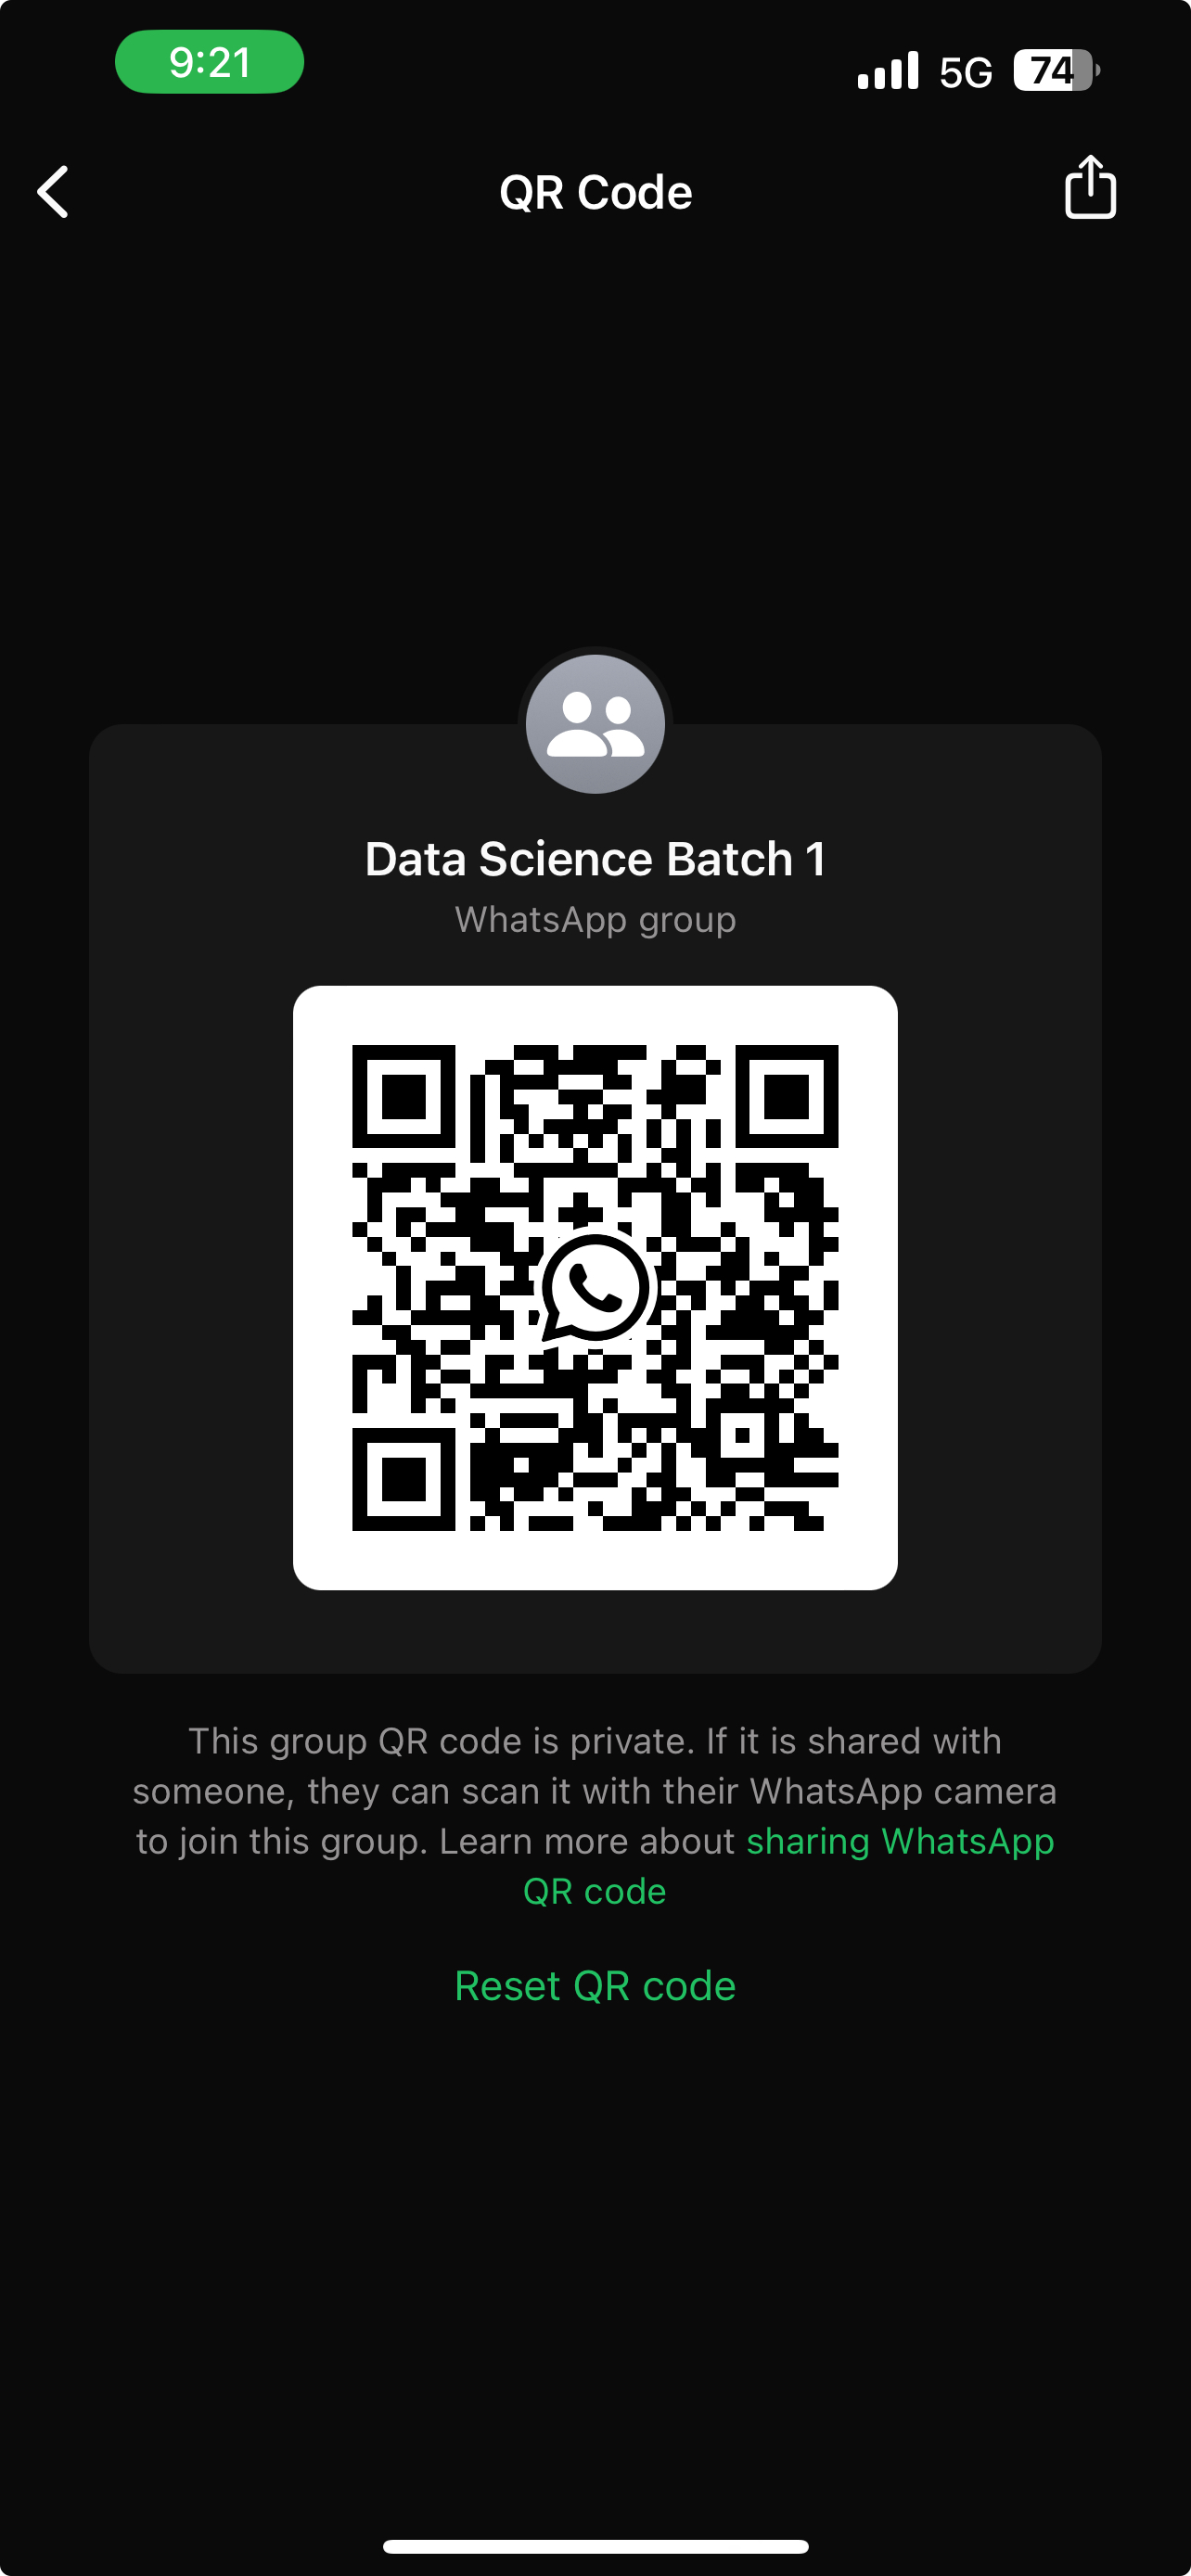 9:21
5G
74
QR Code
Data Science Batch 1
WhatsApp group
This group QR code is private. If it is shared with
someone, they can scan it with their WhatsApp camera
to join this group. Learn more about sharing WhatsApp
QR code
Reset QR code